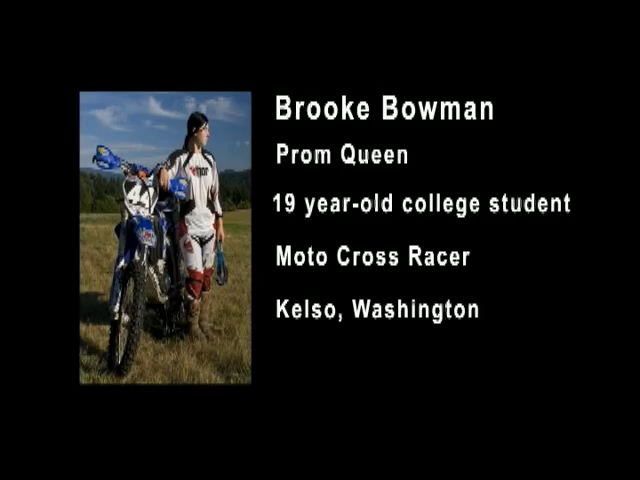 Brooke Bowman
Prom Queen
19 year-old college student
Moto Cross Racer
Kelso, Washington